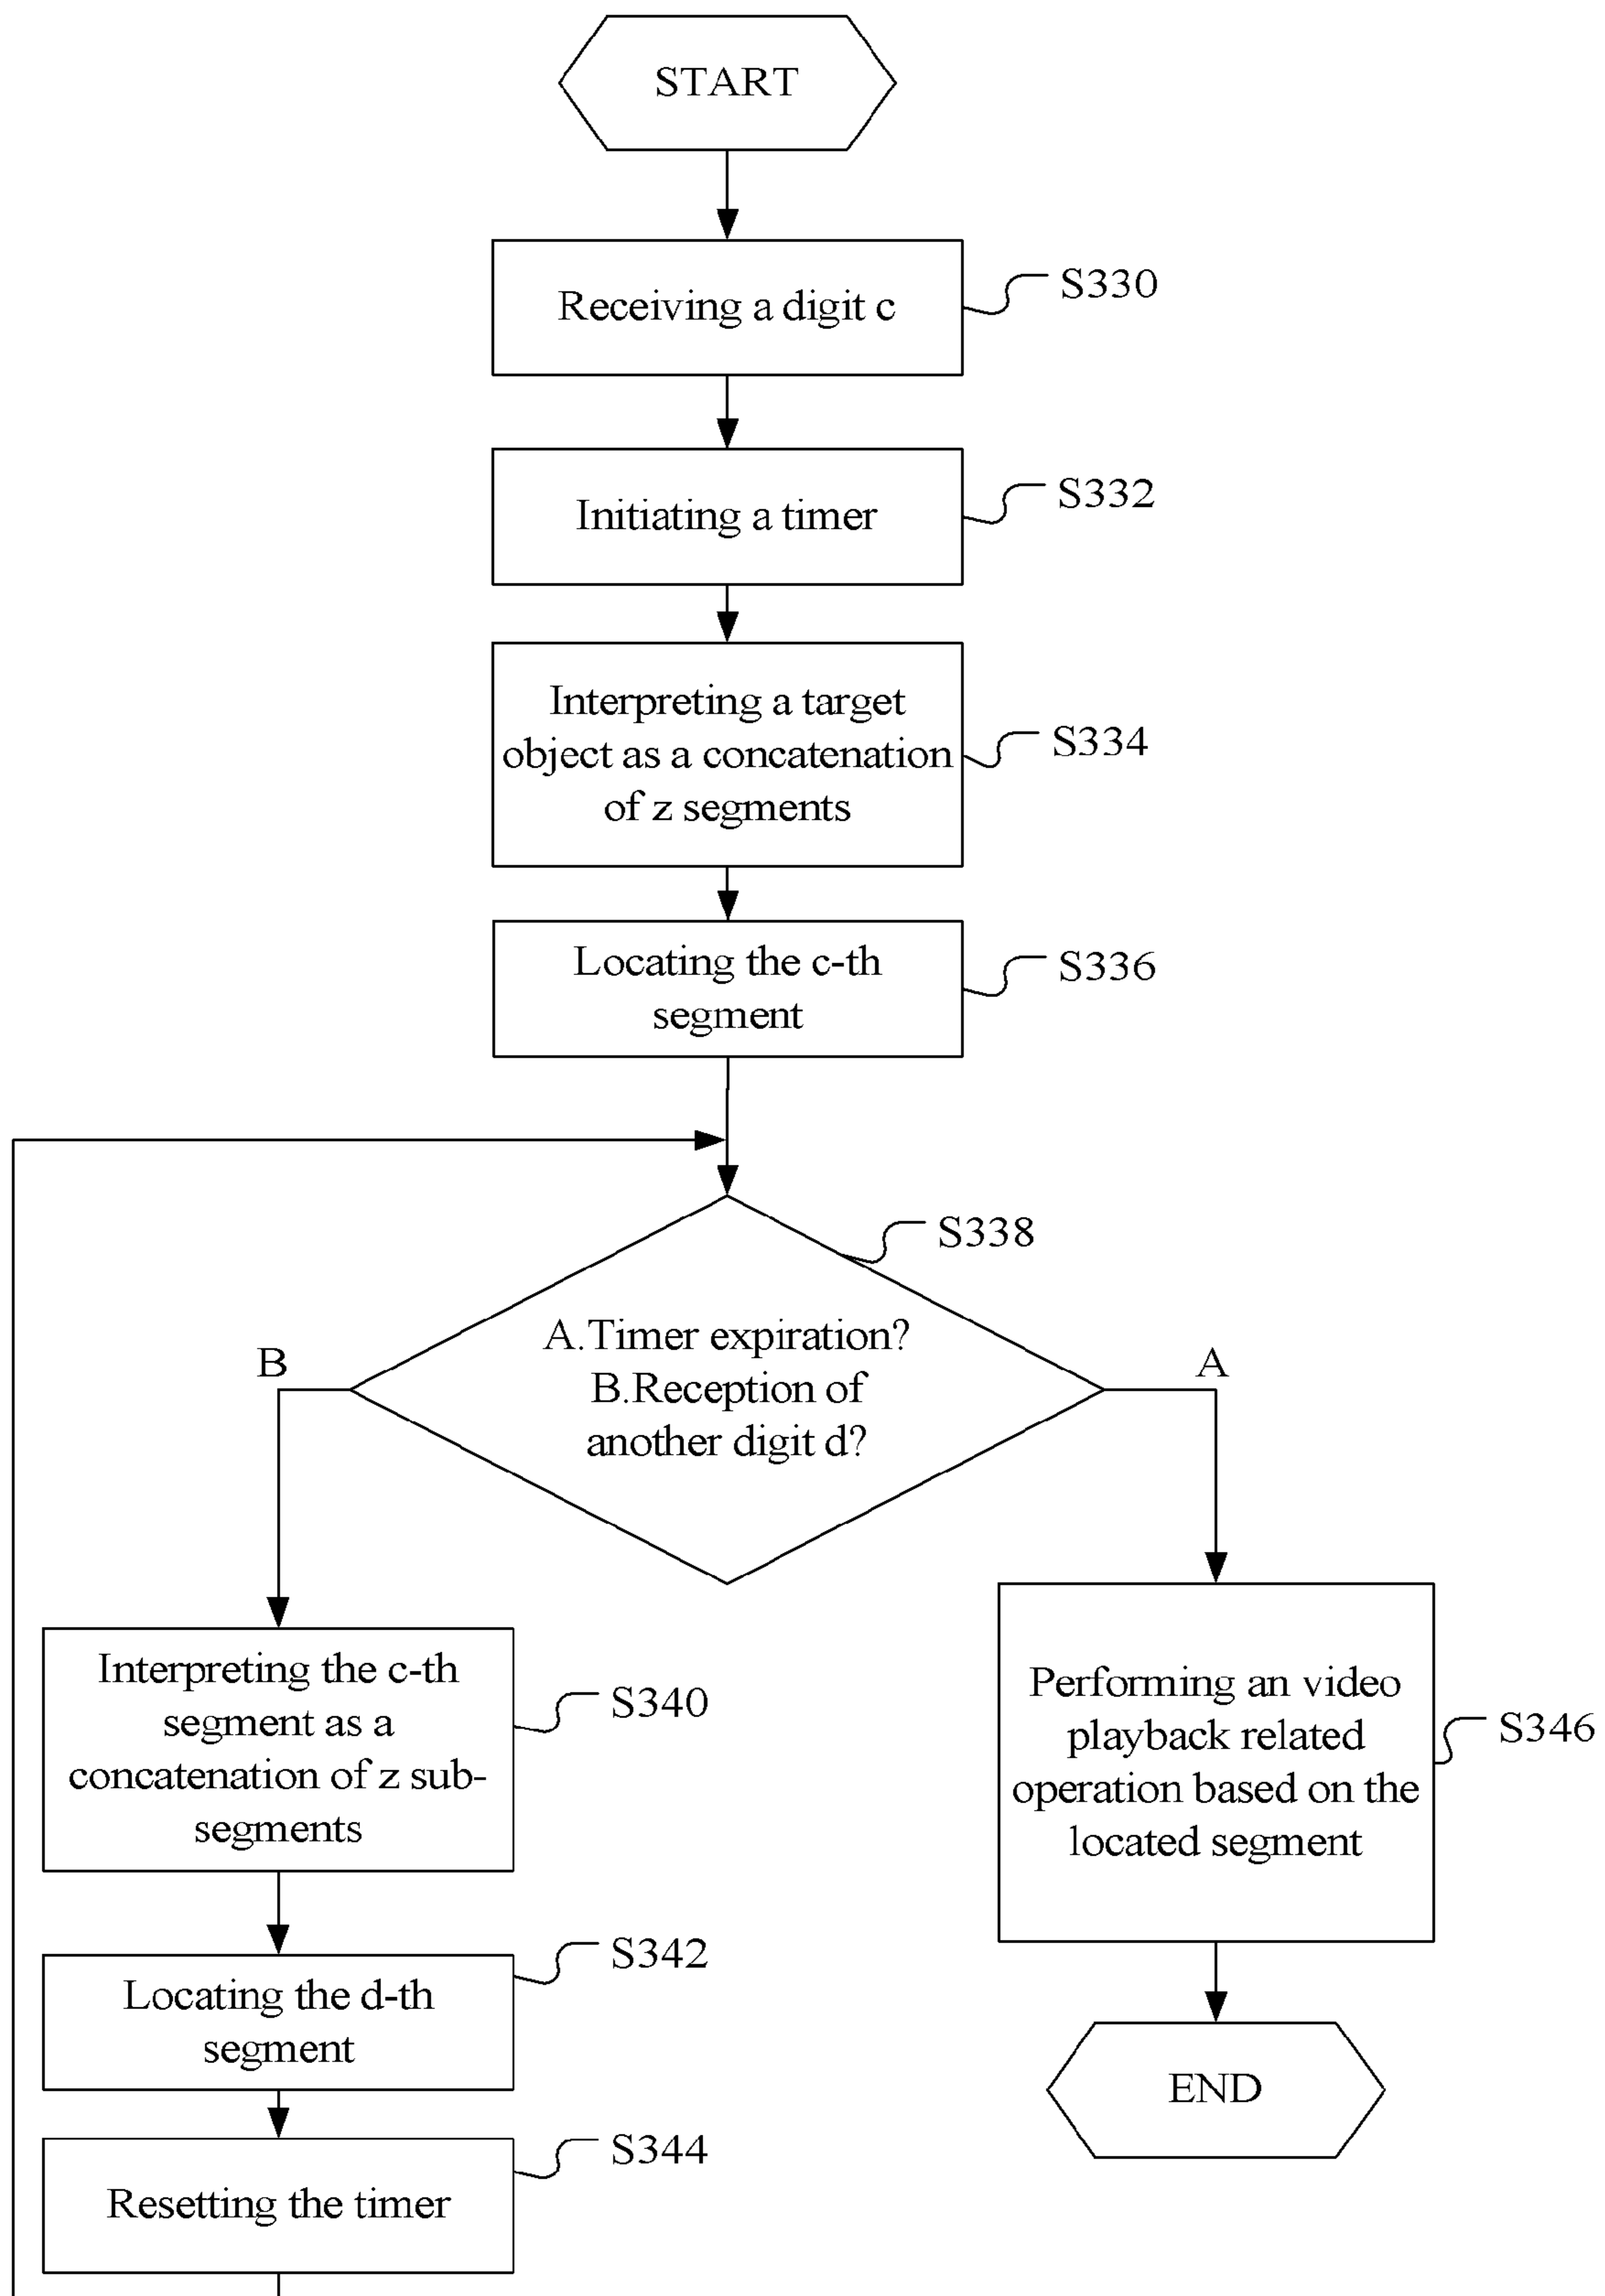 START
Receiving a digit c
S330
Initiating a timer
S332
Interpreting a target
object as a concatenation
of z segments
S334
Locating the c-th
segment
S336
S338
A.Timer expiration?
B.Reception of
another digit d?
B
A
Interpreting the c-th
segment as a
concatenation of z sub-
segments
S340
Performing an video
playback related
operation based on the
located segment
S346
Locating the d-th
segment
S342
END
Resetting the timer
S344